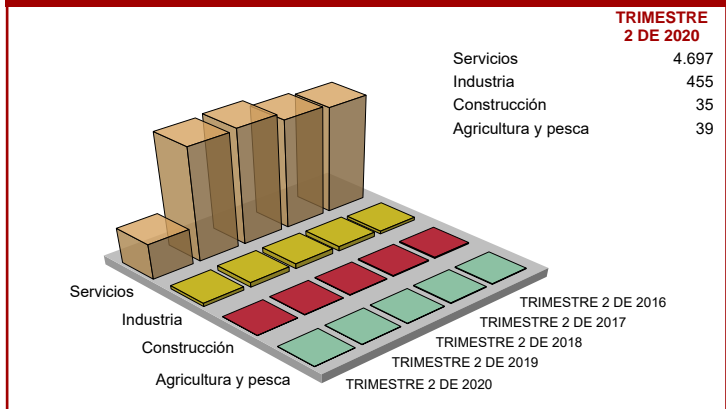 TRIMESTRE
2 DE 2020
Servicios 4.697
Industria 455
Construcción 35
Agricultura y pesca 39
Servicios
Industria
Construcción
Agricultura y pesca
TRIMESTRE 2 DE 2016
TRIMESTRE 2 DE 2017
TRIMESTRE 2 DE 2018
TRIMESTRE 2 DE 2019
TRIMESTRE 2 DE 2020